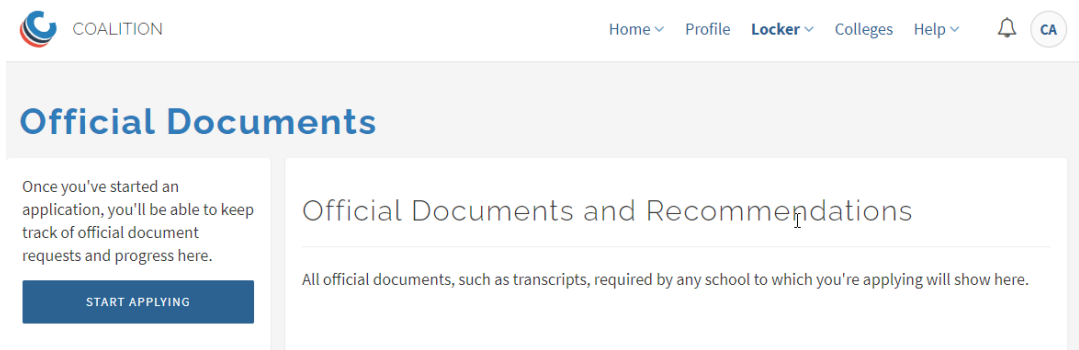 COALITION
Home Profile Locker Colleges Help CA
Official Documents
Once you've started an
application, you'll be able to keep
track of official document
requests and progress here.
START APPLYING
Official Documents and Recommendations
All official documents, such as transcripts, required by any school to which you're applying will show here.